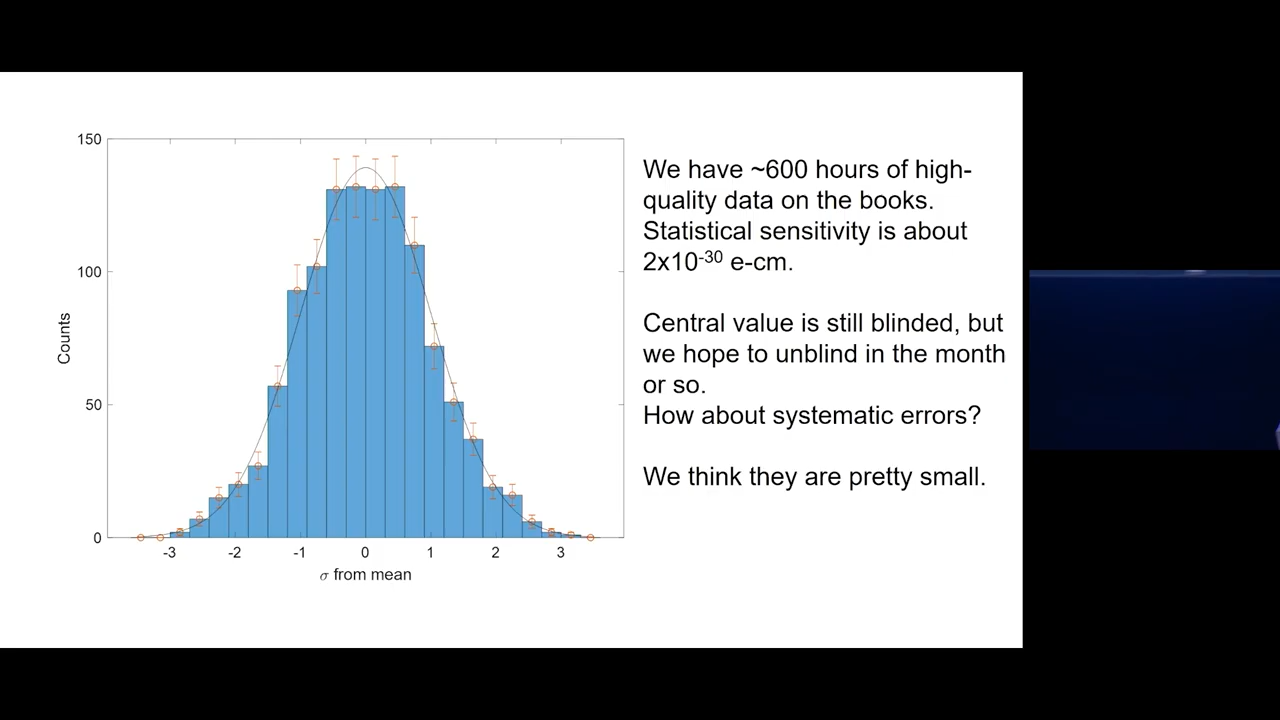 150
100
50
0
Counts
-3 -2 -1 0 1 2 3
σ from mean
We have ~600 hours of high-
quality data on the books.
Statistical sensitivity is about
2x10⁻³⁰ e-cm.
Central value is still blinded, but
we hope to unblind in the month
or so.
How about systematic errors?
We think they are pretty small.